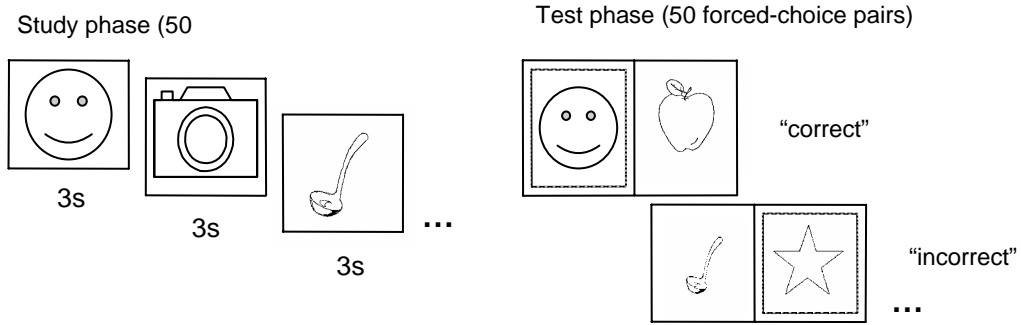 Study phase (50
Test phase (50 forced-choice pairs)
3s
3s
3s
...
“correct”
“incorrect”
...